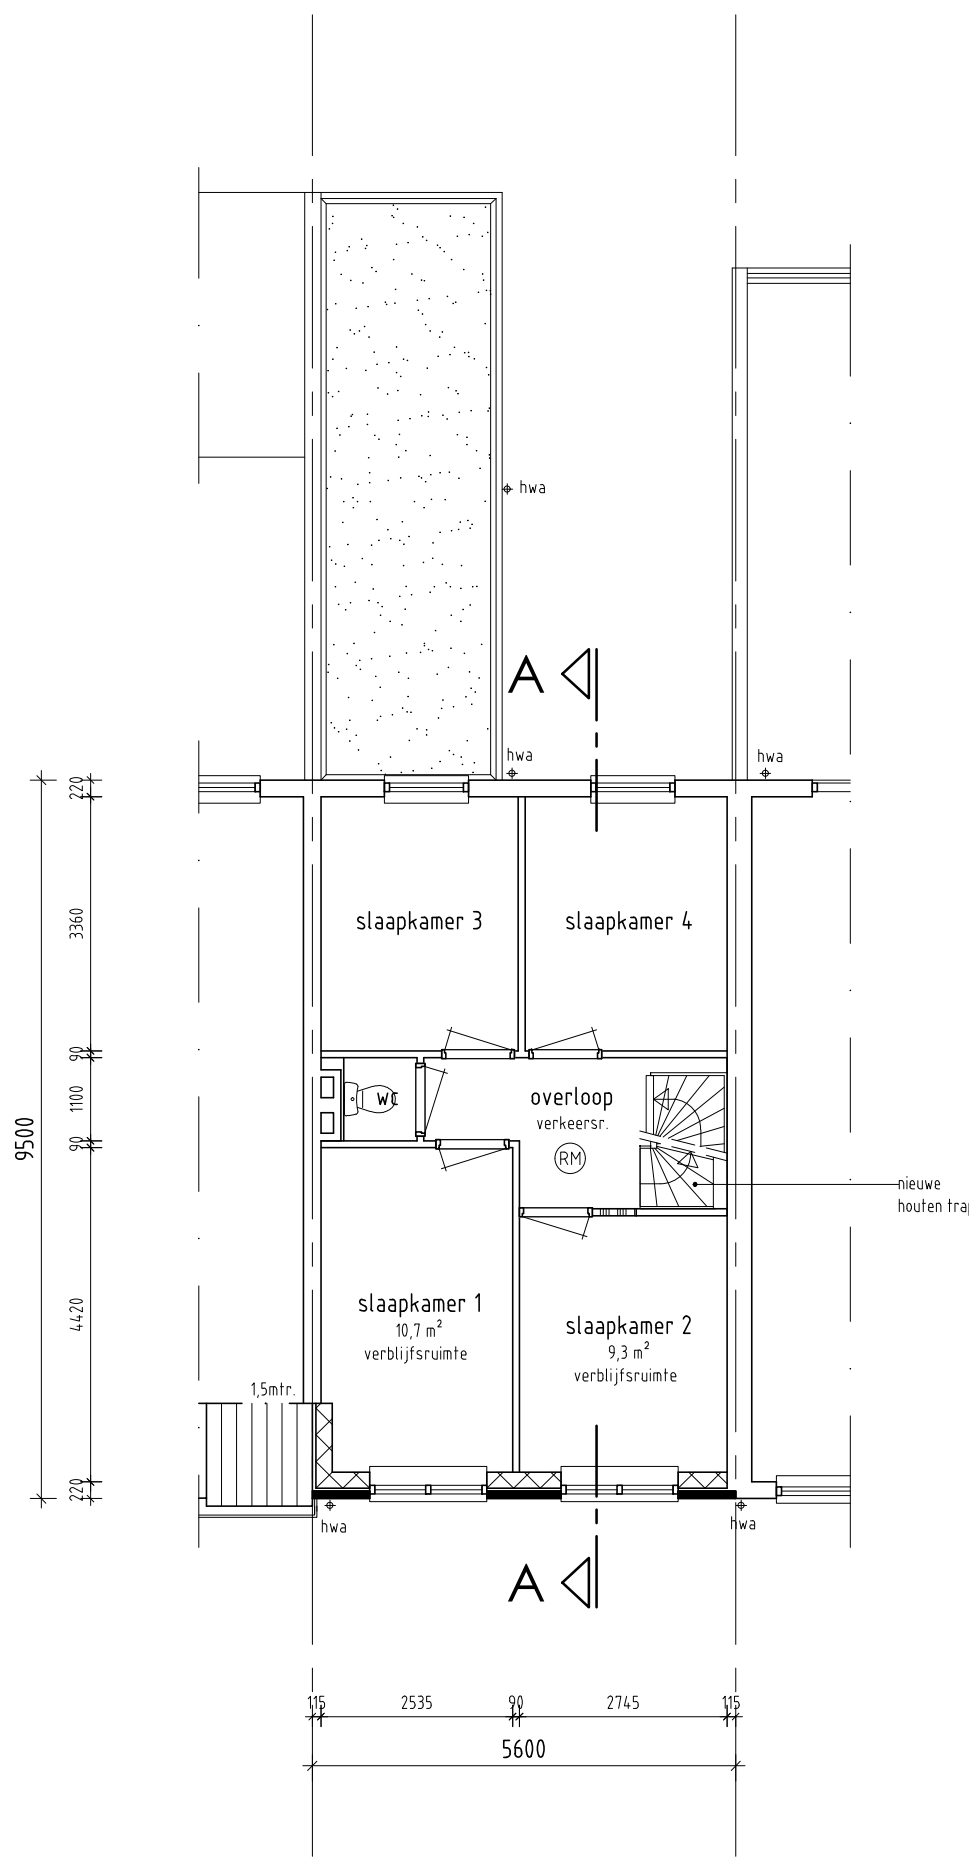 hwa
A
hwa
hwa
220
3360
90
1100
90
4420
220
9500
slaapkamer 3
slaapkamer 4
wc
overloop
verkeersr.
RM
nieuwe
houten trap
slaapkamer 1
10,7 m²
verblijfsruimte
slaapkamer 2
9,3 m²
verblijfsruimte
1,5mtr.
hwa
hwa
A
115
2535
90
2745
115
5600